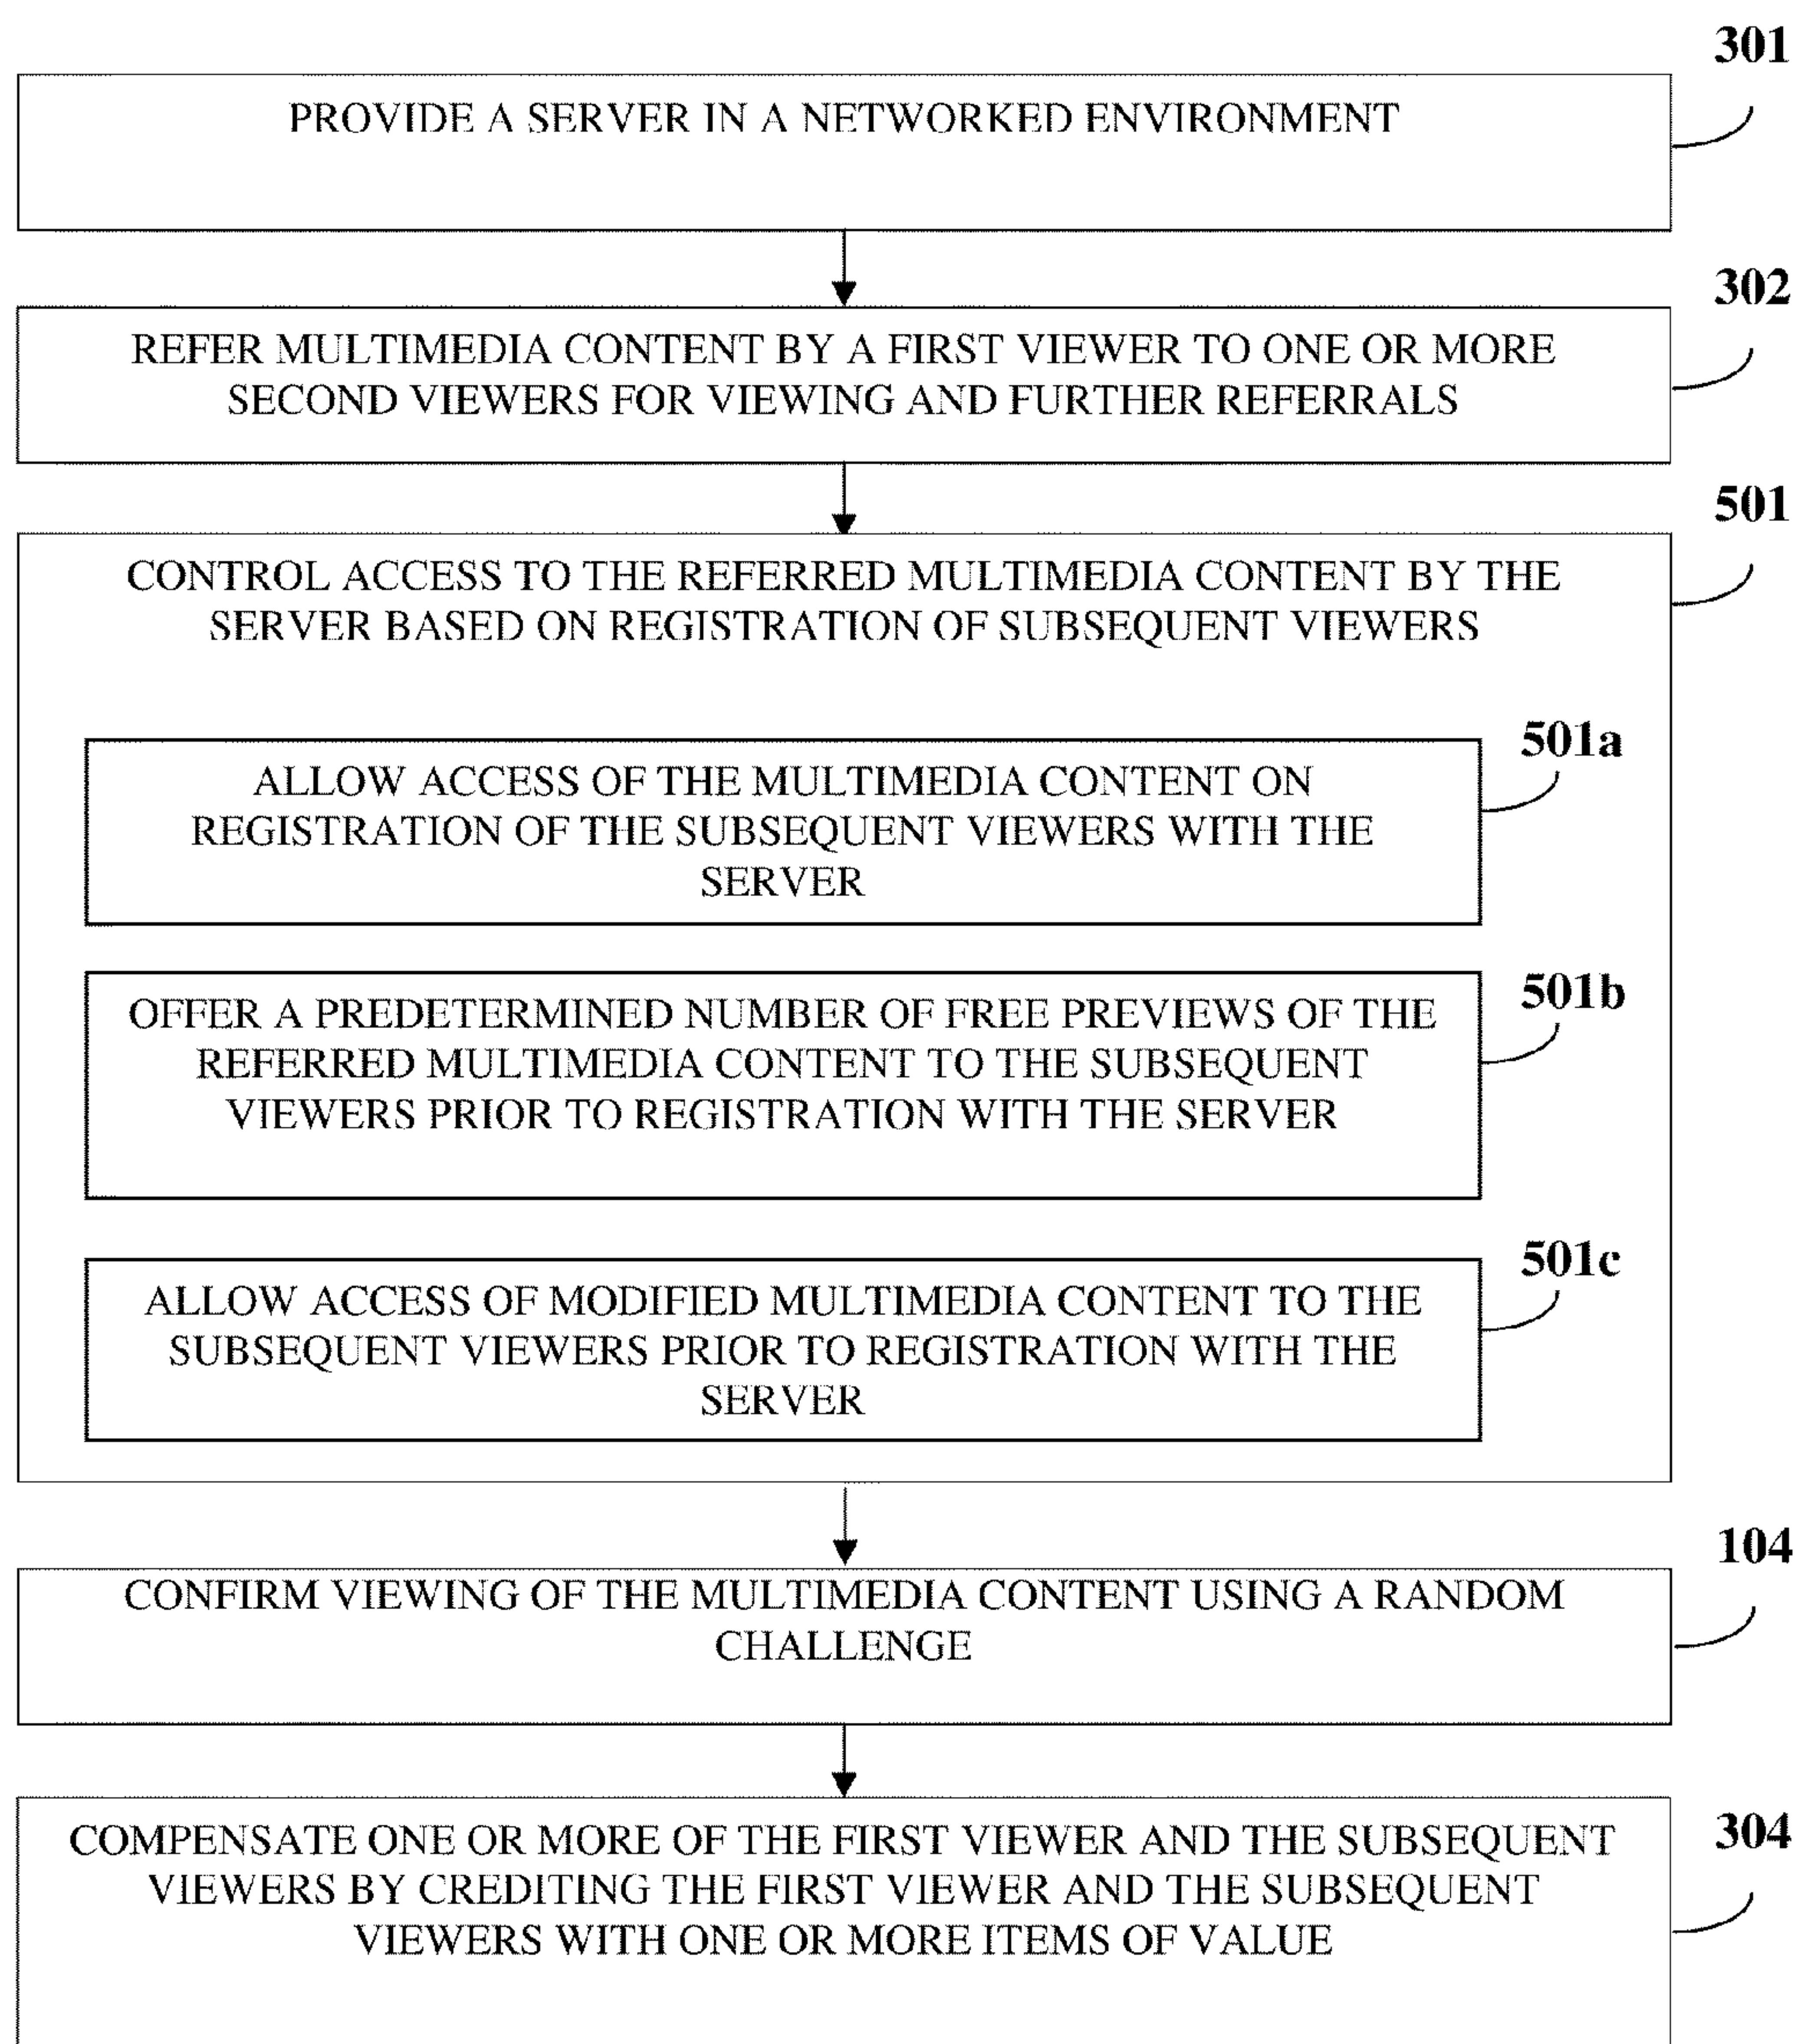 301
PROVIDE A SERVER IN A NETWORKED ENVIRONMENT
302
REFER MULTIMEDIA CONTENT BY A FIRST VIEWER TO ONE OR MORE
SECOND VIEWERS FOR VIEWING AND FURTHER REFERRALS
501
CONTROL ACCESS TO THE REFERRED MULTIMEDIA CONTENT BY THE
SERVER BASED ON REGISTRATION OF SUBSEQUENT VIEWERS
501a
ALLOW ACCESS OF THE MULTIMEDIA CONTENT ON
REGISTRATION OF THE SUBSEQUENT VIEWERS WITH THE
SERVER
501b
OFFER A PREDETERMINED NUMBER OF FREE PREVIEWS OF THE
REFERRED MULTIMEDIA CONTENT TO THE SUBSEQUENT
VIEWERS PRIOR TO REGISTRATION WITH THE SERVER
501c
ALLOW ACCESS OF MODIFIED MULTIMEDIA CONTENT TO THE
SUBSEQUENT VIEWERS PRIOR TO REGISTRATION WITH THE
SERVER
104
CONFIRM VIEWING OF THE MULTIMEDIA CONTENT USING A RANDOM
CHALLENGE
304
COMPENSATE ONE OR MORE OF THE FIRST VIEWER AND THE SUBSEQUENT
VIEWERS BY CREDITING THE FIRST VIEWER AND THE SUBSEQUENT
VIEWERS WITH ONE OR MORE ITEMS OF VALUE